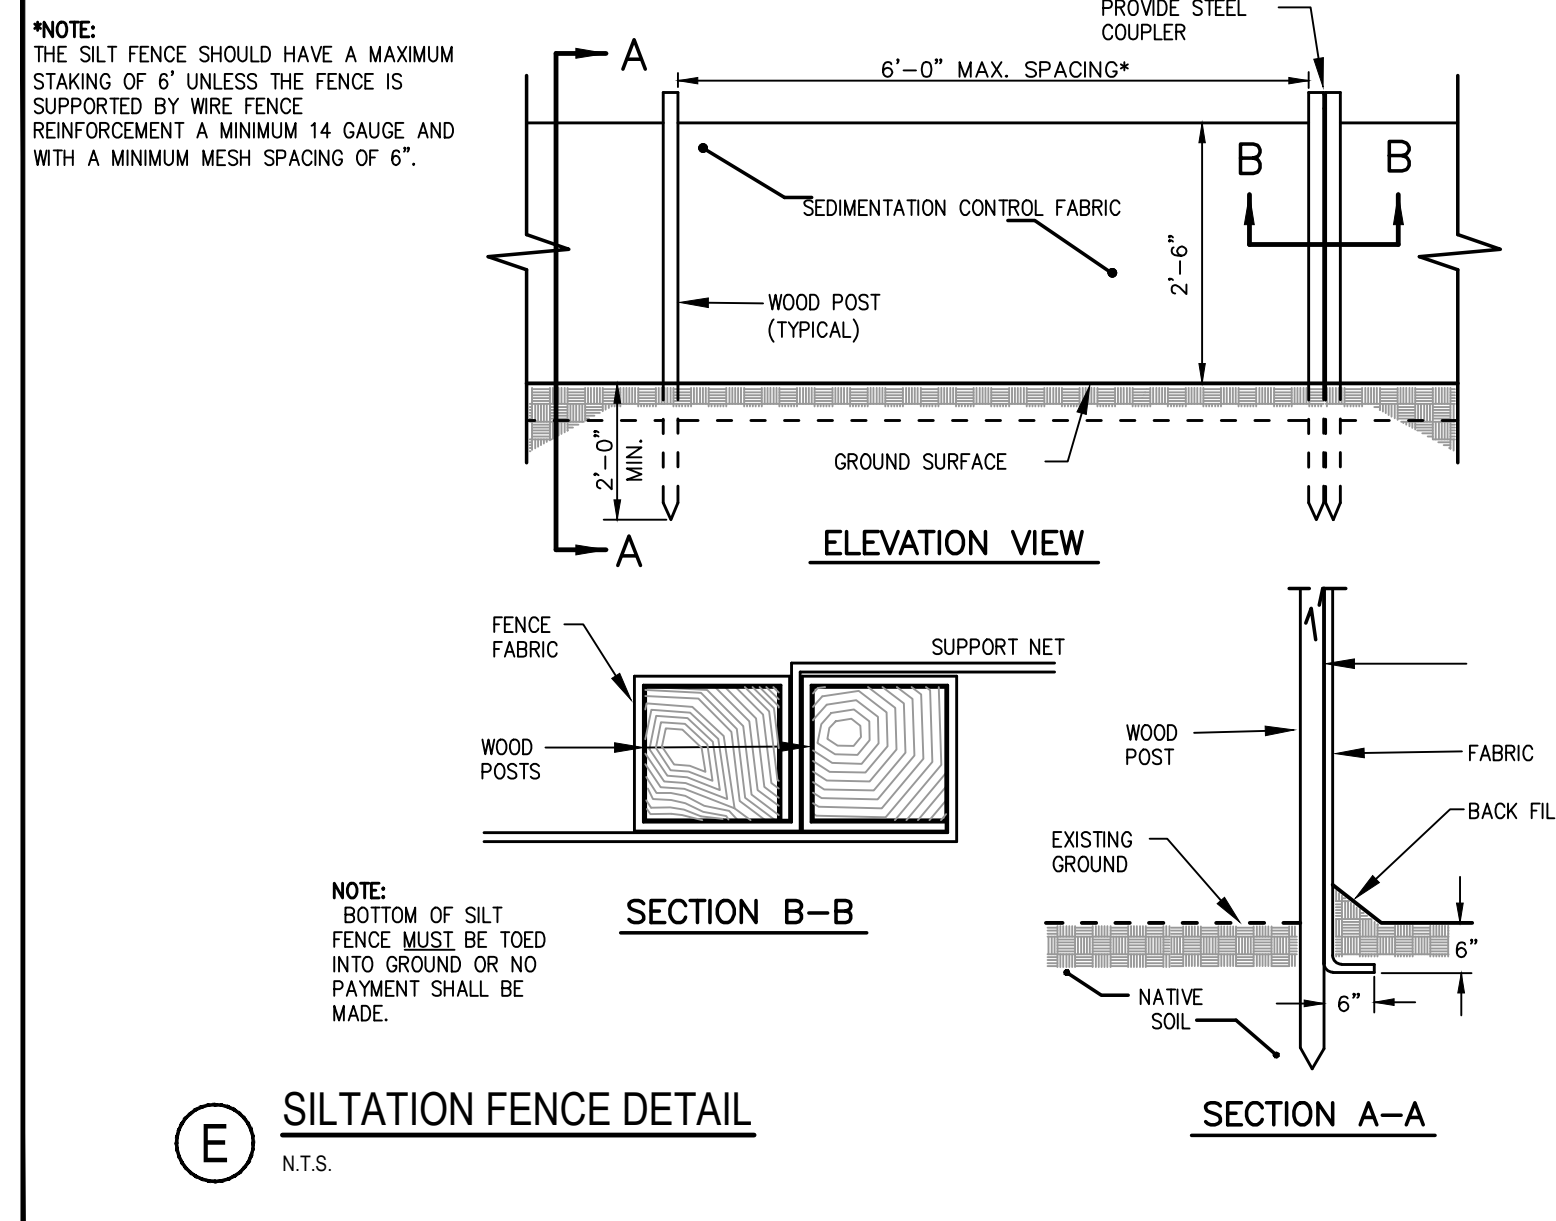 *NOTE:
THE SILT FENCE SHOULD HAVE A MAXIMUM
STAKING OF 6' UNLESS THE FENCE IS
SUPPORTED BY WIRE FENCE
REINFORCEMENT A MINIMUM 14 GAUGE AND
WITH A MINIMUM MESH SPACING OF 6".
PROVIDE STEEL
COUPLER
A
6'-0" MAX. SPACING*
B
B
SEDIMENTATION CONTROL FABRIC
2'-6"
WOOD POST
(TYPICAL)
2'-0"
MIN.
GROUND SURFACE
A
ELEVATION VIEW
FENCE
FABRIC
SUPPORT NET
WOOD
POSTS
SECTION B-B
NOTE:
BOTTOM OF SILT
FENCE MUST BE TOED
INTO GROUND OR NO
PAYMENT SHALL BE
MADE.
WOOD
POST
FABRIC
BACK FIL
EXISTING
GROUND
6"
6"
NATIVE
SOIL
SECTION A-A
E
SILTATION FENCE DETAIL
N.T.S.